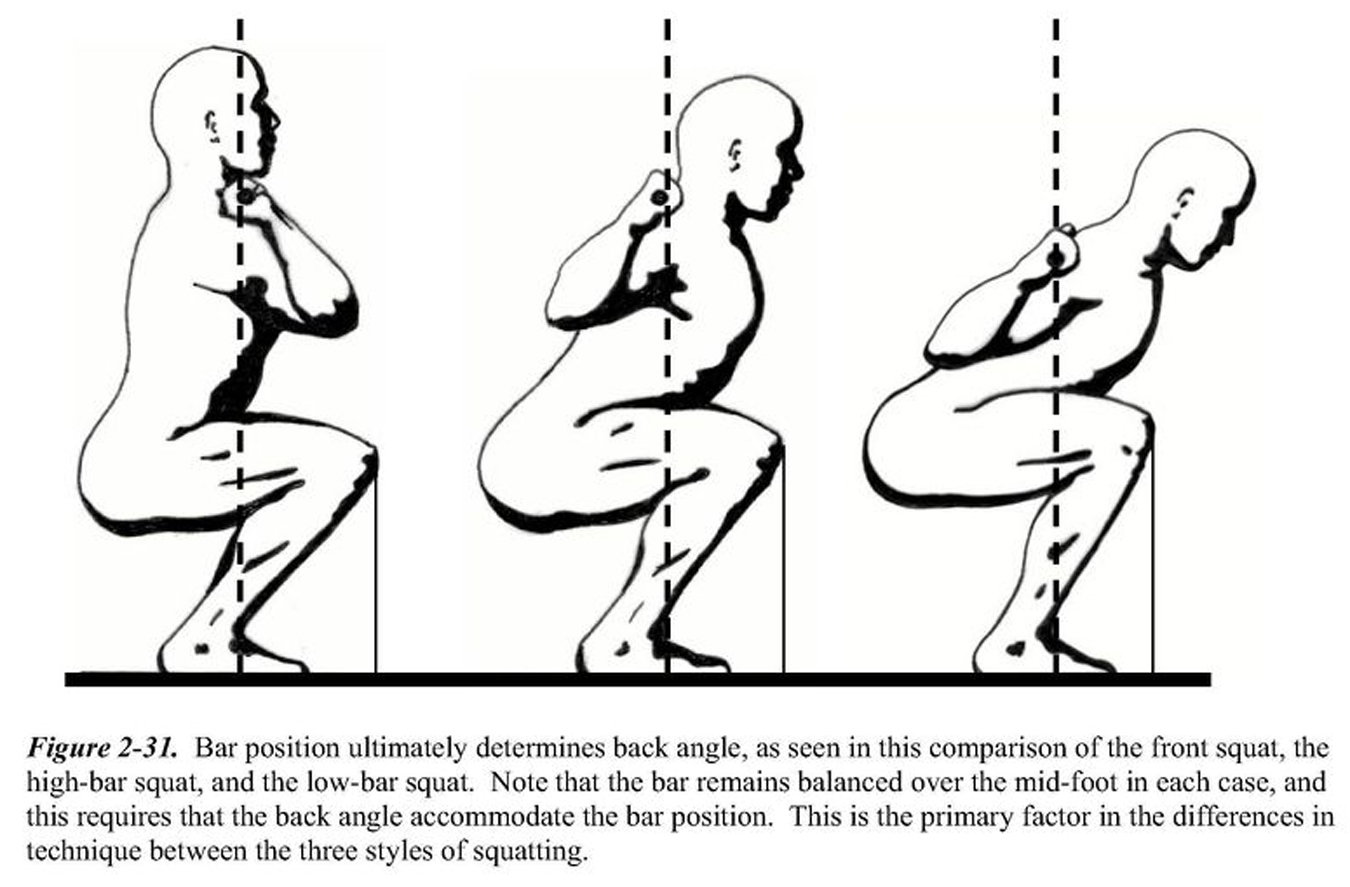 Figure 2-31. Bar position ultimately determines back angle, as seen in this comparison of the front squat, the
high-bar squat, and the low-bar squat. Note that the bar remains balanced over the mid-foot in each case, and
this requires that the back angle accommodate the bar position. This is the primary factor in the differences in
technique between the three styles of squatting.